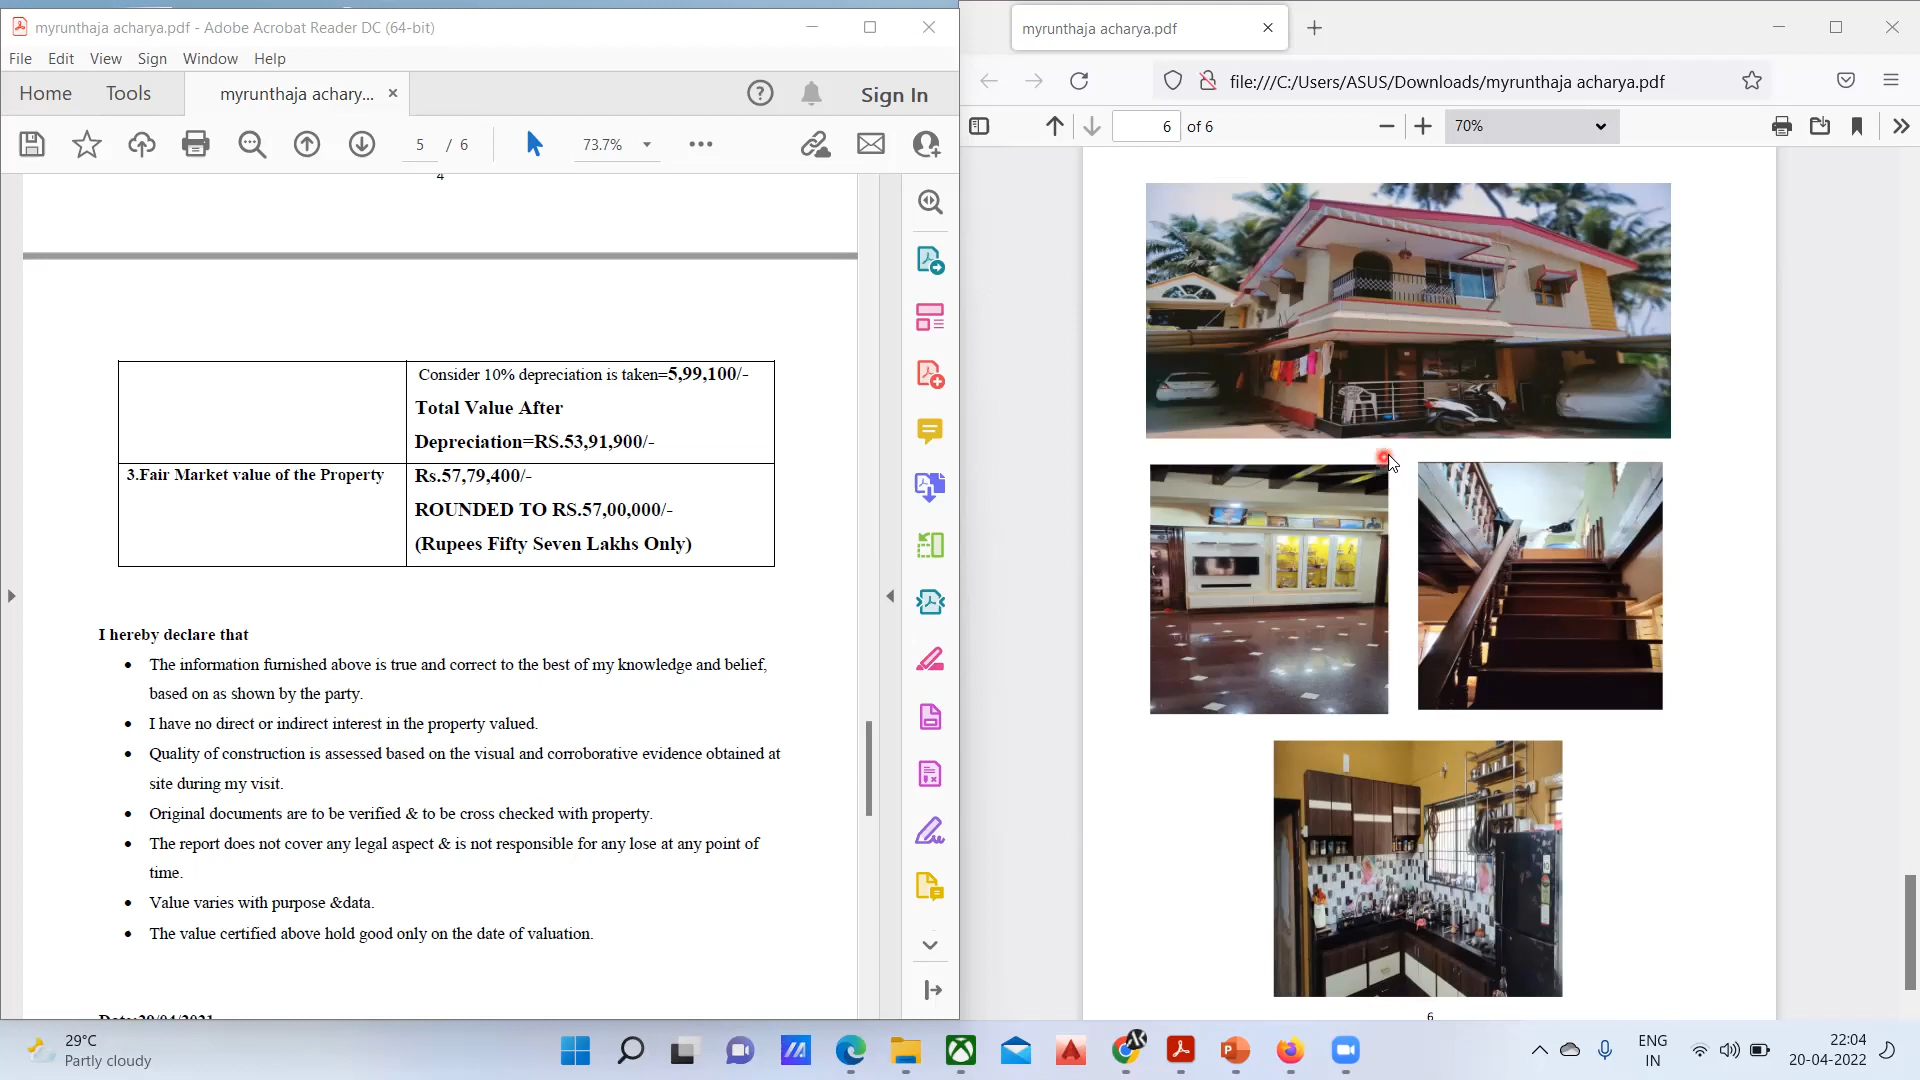 myrunthaja acharya.pdf - Adobe Acrobat Reader DC (64-bit)
File Edit View Sign Window Help
Home Tools myrunthaja achary... × Sign In
5 / 6 73.7%
4
Consider 10% depreciation is taken=5,99,100/-
Total Value After
Depreciation=RS.53,91,900/-
3.Fair Market value of the Property
Rs.57,79,400/-
ROUNDED TO RS.57,00,000/-
(Rupees Fifty Seven Lakhs Only)
I hereby declare that
• The information furnished above is true and correct to the best of my knowledge and belief,
based on as shown by the party.
• I have no direct or indirect interest in the property valued.
• Quality of construction is assessed based on the visual and corroborative evidence obtained at
site during my visit.
• Original documents are to be verified & to be cross checked with property.
• The report does not cover any legal aspect & is not responsible for any lose at any point of
time.
• Value varies with purpose &data.
• The value certified above hold good only on the date of valuation.
myrunthaja acharya.pdf
file:///C:/Users/ASUS/Downloads/myrunthaja acharya.pdf
6 of 6 70%
6
29°C
Partly cloudy
ENG
IN
22:04
20-04-2022